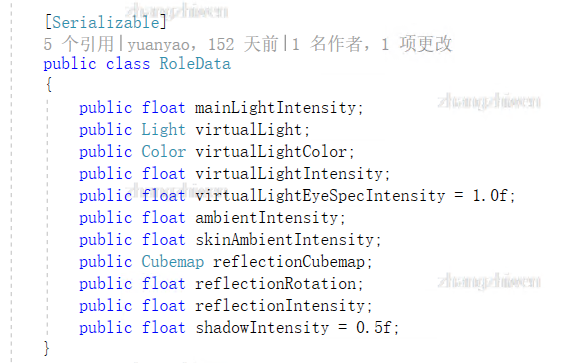 [Serializable]
5 个引用|yuanyao，152 天前|1 名作者，1 项更改
public class RoleData
{
public float mainLightIntensity;
public Light virtualLight;
public Color virtualLightColor;
public float virtualLightIntensity;
public float virtualLightEyeSpecIntensity = 1.0f;
public float ambientIntensity;
public float skinAmbientIntensity;
public Cubemap reflectionCubemap;
public float reflectionRotation;
public float reflectionIntensity;
public float shadowIntensity = 0.5f;
}
zhangzhiwen
zhangzhiwen
zhangzhiwen